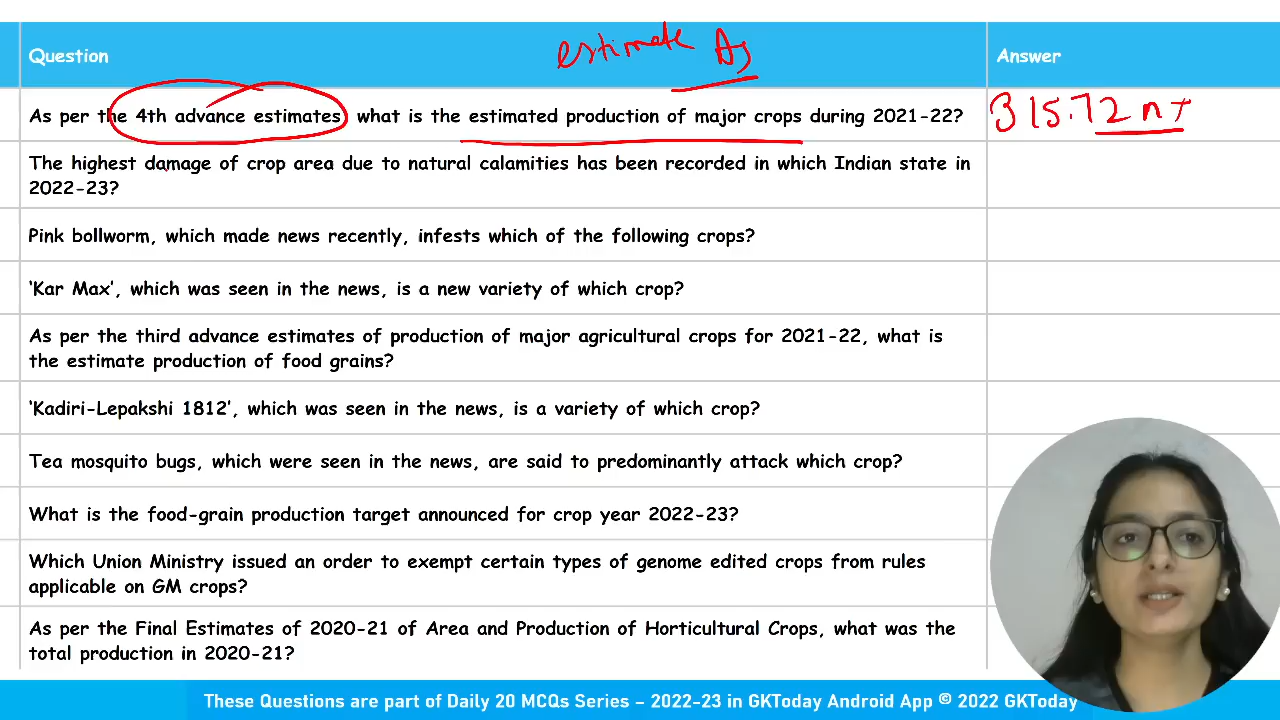 estimate As
Question
Answer
As per the 4th advance estimates, what is the estimated production of major crops during 2021-22?
315.72 mt
The highest damage of crop area due to natural calamities has been recorded in which Indian state in
2022-23?
Pink bollworm, which made news recently, infests which of the following crops?
‘Kar Max’, which was seen in the news, is a new variety of which crop?
As per the third advance estimates of production of major agricultural crops for 2021-22, what is
the estimate production of food grains?
‘Kadiri-Lepakshi 1812’, which was seen in the news, is a variety of which crop?
Tea mosquito bugs, which were seen in the news, are said to predominantly attack which crop?
What is the food-grain production target announced for crop year 2022-23?
Which Union Ministry issued an order to exempt certain types of genome edited crops from rules
applicable on GM crops?
As per the Final Estimates of 2020-21 of Area and Production of Horticultural Crops, what was the
total production in 2020-21?
These Questions are part of Daily 20 MCQs Series – 2022-23 in GKToday Android App © 2022 GKToday